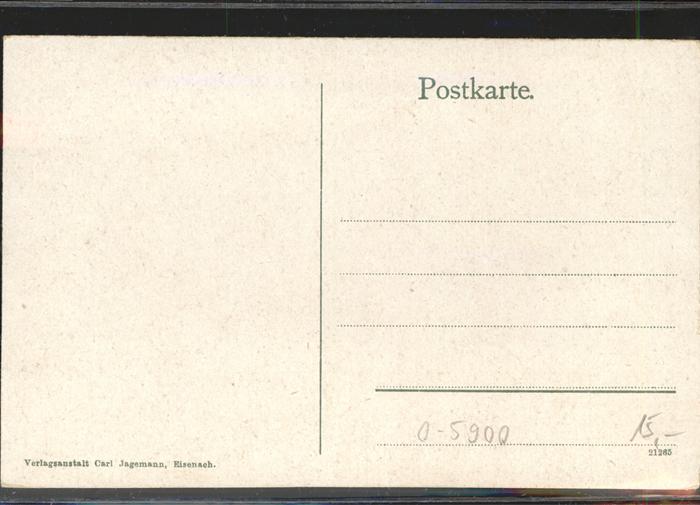 Postkarte.
0-5900
15,-
21265
Verlagsanstalt Carl Jagemann, Eisenach.